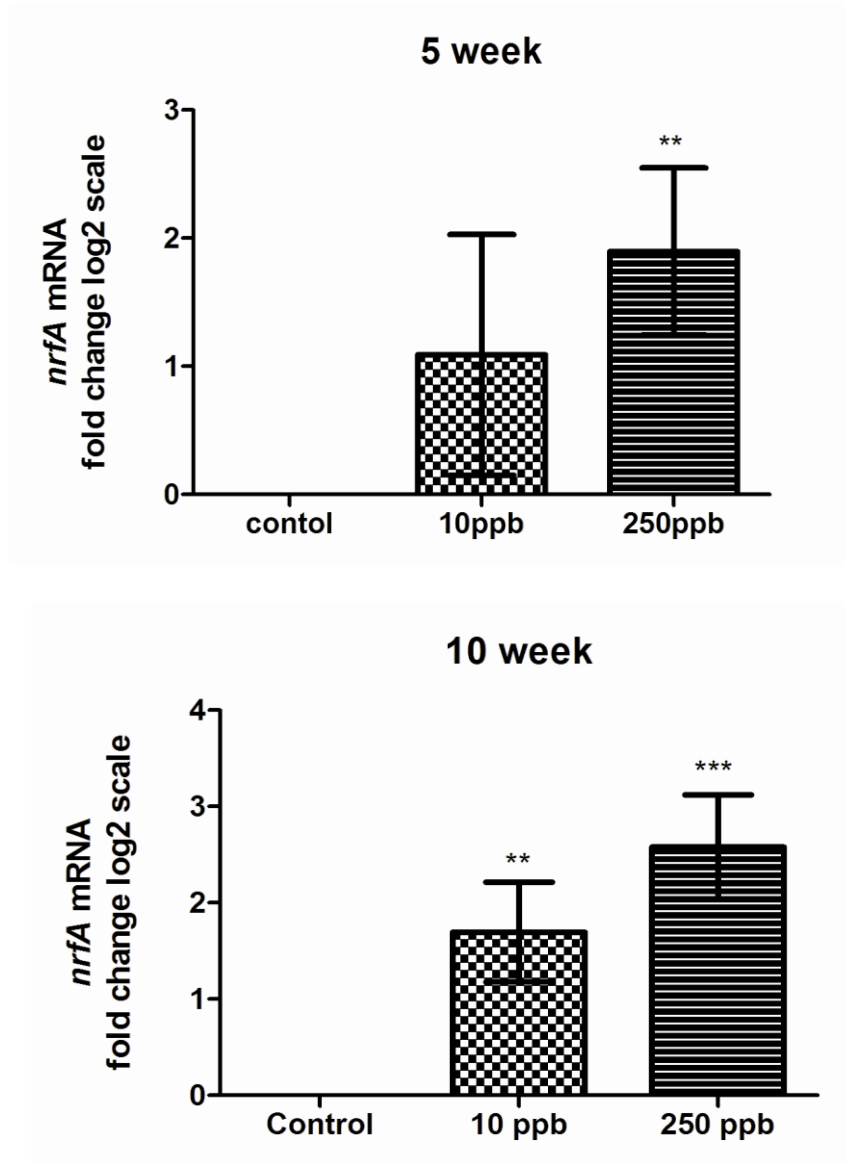 5 week
nrfA mRNA
fold change log2 scale
3
2
1
0
**
contol
10ppb
250ppb
10 week
nrfA mRNA
fold change log2 scale
4
3
2
1
0
**
***
Control
10 ppb
250 ppb